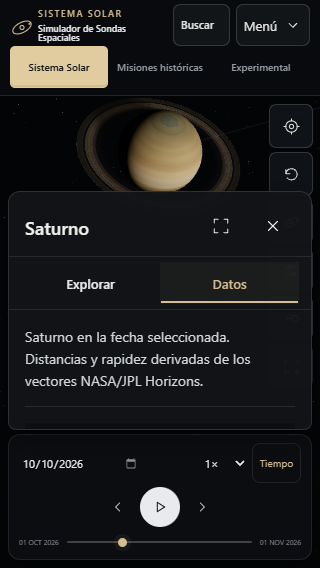 SISTEMA SOLAR
Simulador de Sondas
Espaciales
Buscar
Menú
Sistema Solar
Misiones históricas
Experimental
Saturno
Explorar
Datos
Saturno en la fecha seleccionada.
Distancias y rapidez derivadas de los
vectores NASA/JPL Horizons.
10/10/2026
1×
Tiempo
01 OCT 2026
01 NOV 2026